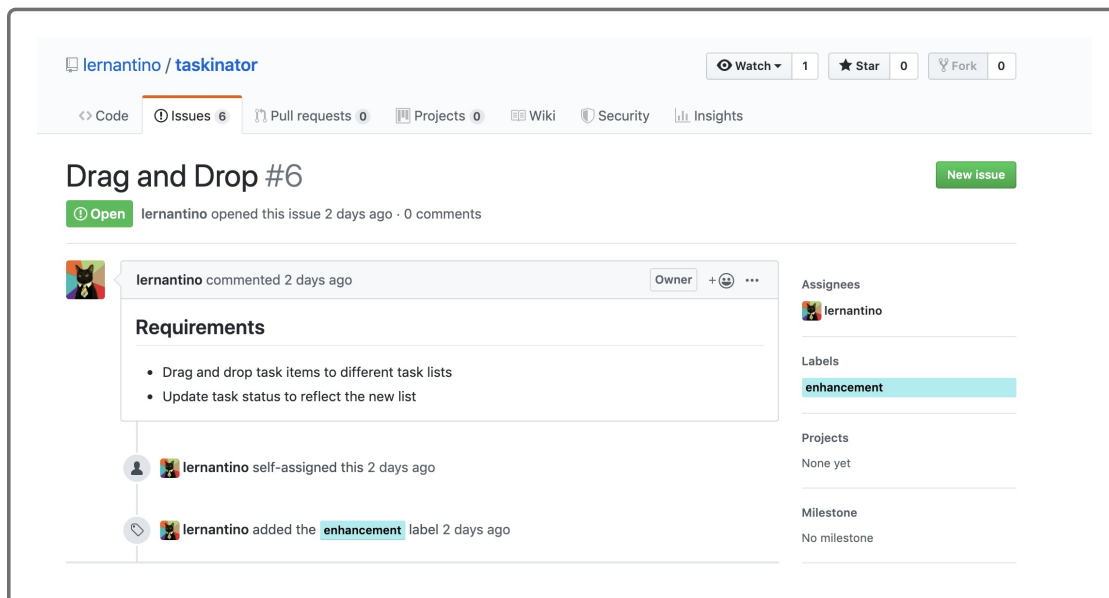 lernantino / taskinator
Watch 1 Star 0 Fork 0
Code Issues 6 Pull requests 0 Projects 0 Wiki Security Insights
Drag and Drop #6
New issue
Open lernantino opened this issue 2 days ago · 0 comments
lernantino commented 2 days ago Owner
Requirements
• Drag and drop task items to different task lists
• Update task status to reflect the new list
lernantino self-assigned this 2 days ago
lernantino added the enhancement label 2 days ago
Assignees
lernantino
Labels
enhancement
Projects
None yet
Milestone
No milestone